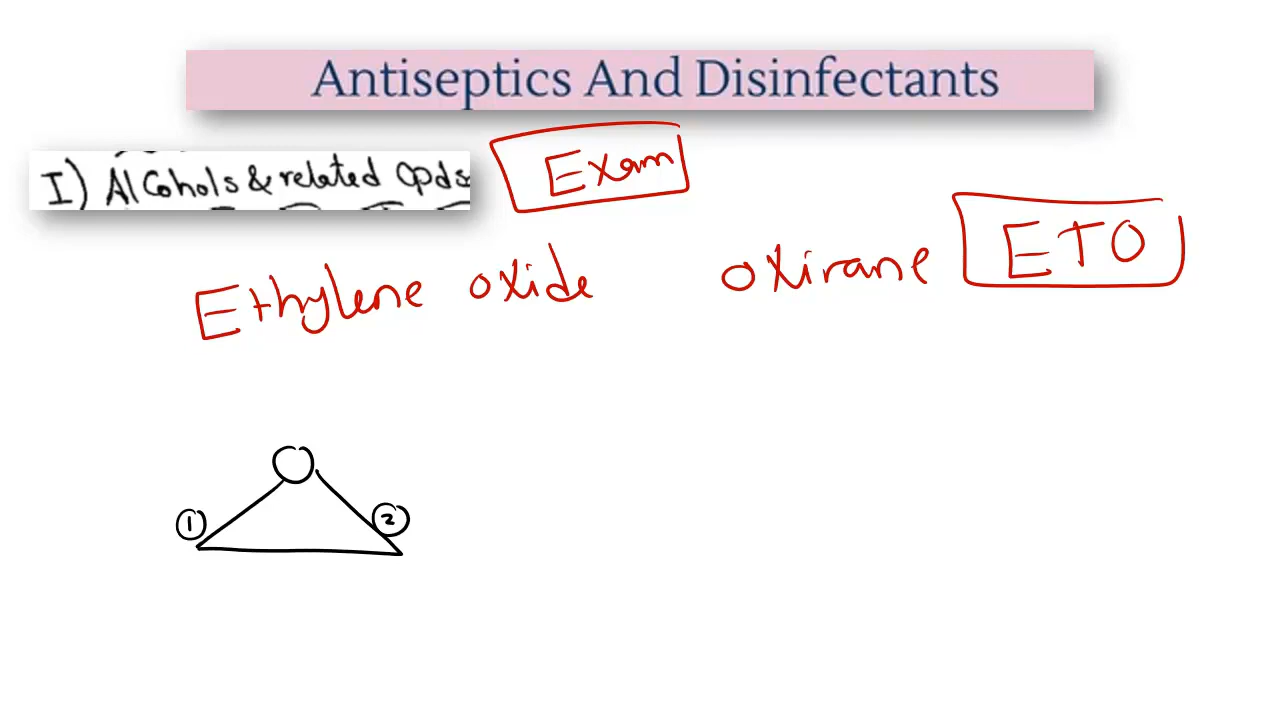 Antiseptics And Disinfectants
I) Alcohols & related Cpds
Exam
Ethylene oxide oxirane ETO
O
1 2